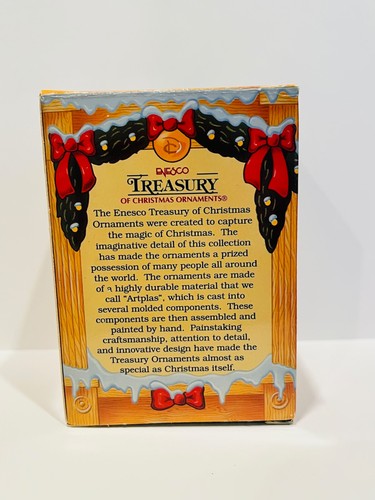 ENESCO
TREASURY
OF CHRISTMAS ORNAMENTS®
The Enesco Treasury of Christmas
Ornaments were created to capture
the magic of Christmas. The
imaginative detail of this collection
has made the ornaments a prized
possession of many people all around
the world. The ornaments are made
of a highly durable material that we
call "Artplas", which is cast into
several molded components. These
components are then assembled and
painted by hand. Painstaking
craftsmanship, attention to detail,
and innovative design have made the
Treasury Ornaments almost as
special as Christmas itself.